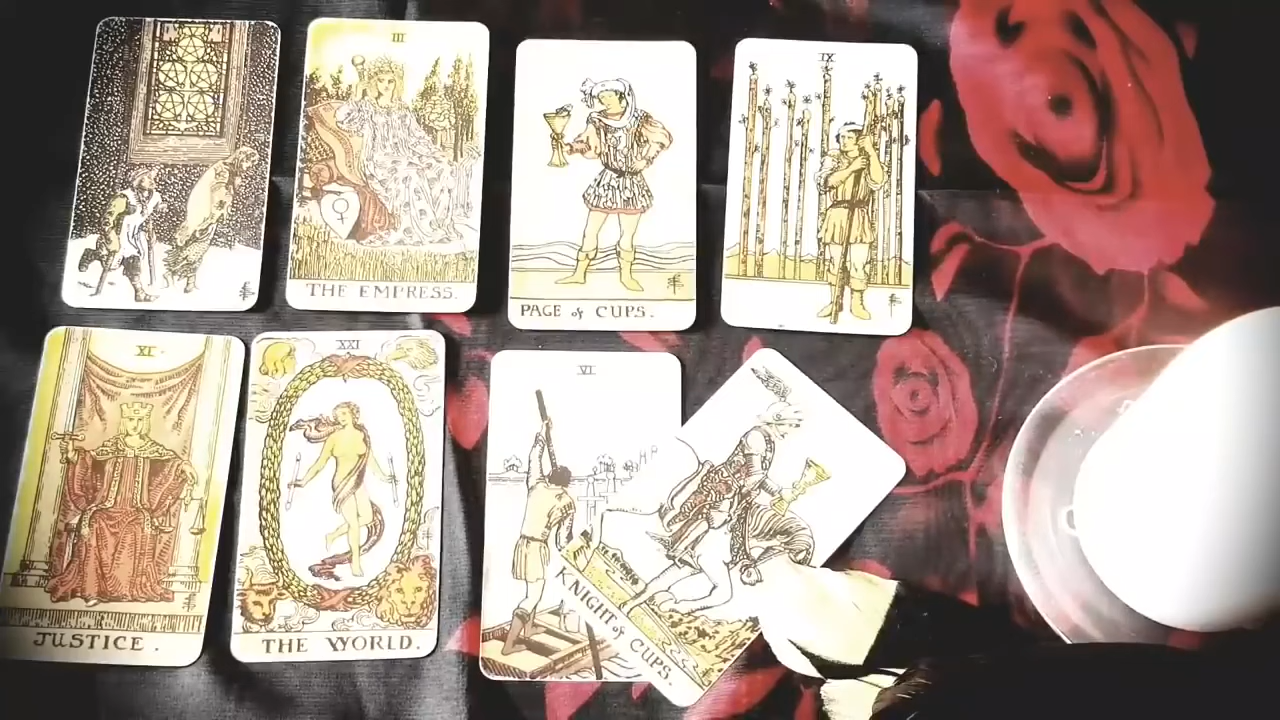 III
THE EMPRESS.
PAGE of CUPS.
IX
XI.
JUSTICE.
XXI
THE WORLD.
VI
KNIGHT of CUPS.